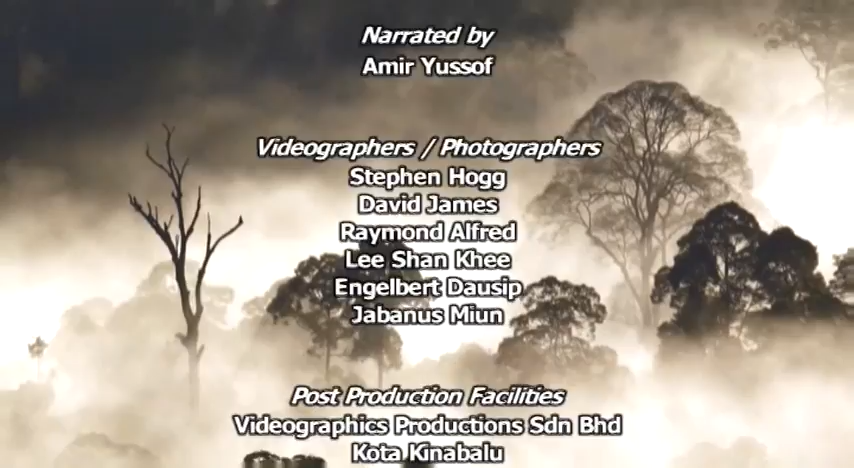 Narrated by
Amir Yussof
Videographers / Photographers
Stephen Hogg
David James
Raymond Alfred
Lee Shan Khee
Engelbert Dausip
Jabanus Miun
Post Production Facilities
Videographics Productions Sdn Bhd
Kota Kinabalu